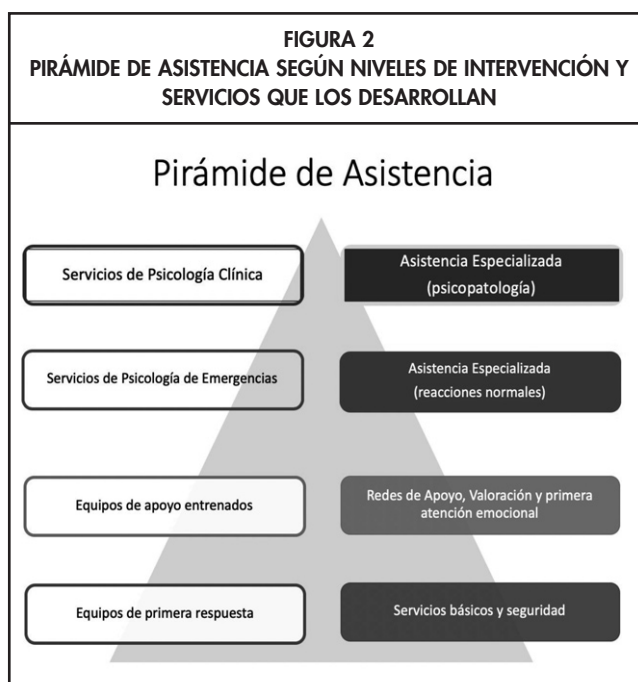 FIGURA 2
PIRÁMIDE DE ASISTENCIA SEGÚN NIVELES DE INTERVENCIÓN Y
SERVICIOS QUE LOS DESARROLLAN
Pirámide de Asistencia
Servicios de Psicología Clínica
Asistencia Especializada
(psicopatología)
Servicios de Psicología de Emergencias
Asistencia Especializada
(reacciones normales)
Equipos de apoyo entrenados
Redes de Apoyo, Valoración y primera
atención emocional
Equipos de primera respuesta
Servicios básicos y seguridad